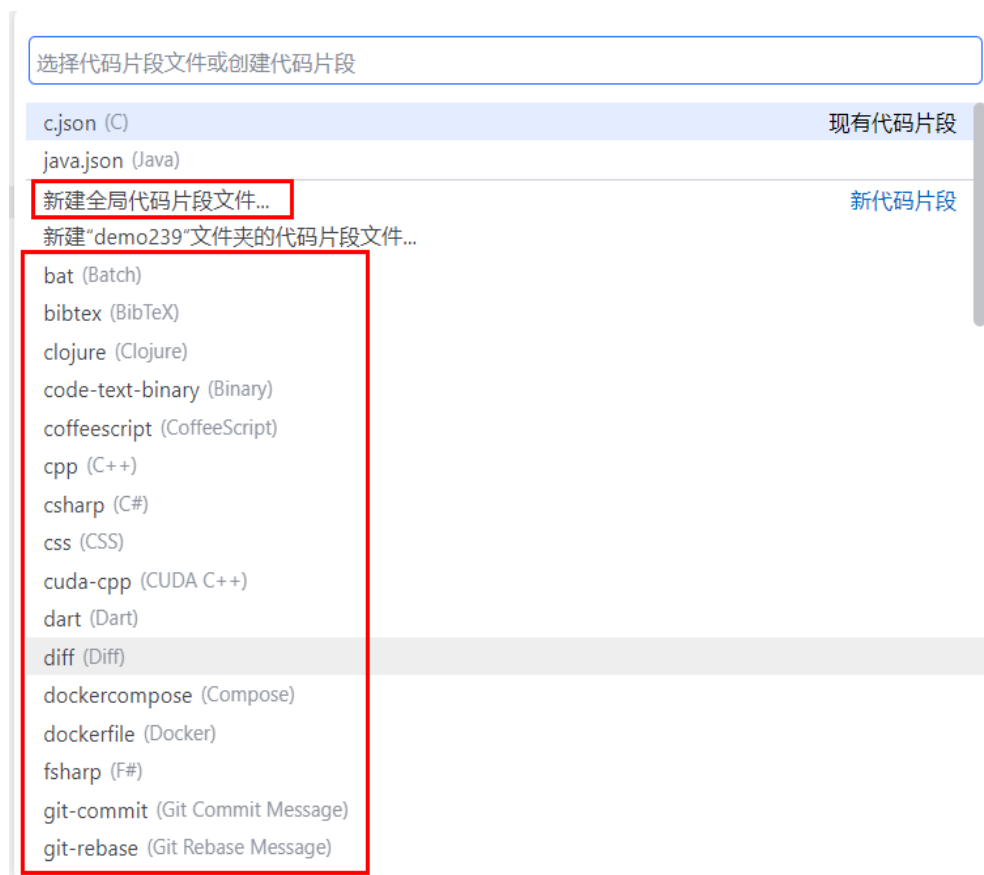 选择代码片段文件或创建代码片段
c.json (C) 现有代码片段
java.json (Java)
新建全局代码片段文件... 新代码片段
新建“demo239”文件夹的代码片段文件...
bat (Batch)
bibtex (BibTeX)
clojure (Clojure)
code-text-binary (Binary)
coffeescript (CoffeeScript)
cpp (C++)
csharp (C#)
css (CSS)
cuda-cpp (CUDA C++)
dart (Dart)
diff (Diff)
dockercompose (Compose)
dockerfile (Docker)
fsharp (F#)
git-commit (Git Commit Message)
git-rebase (Git Rebase Message)